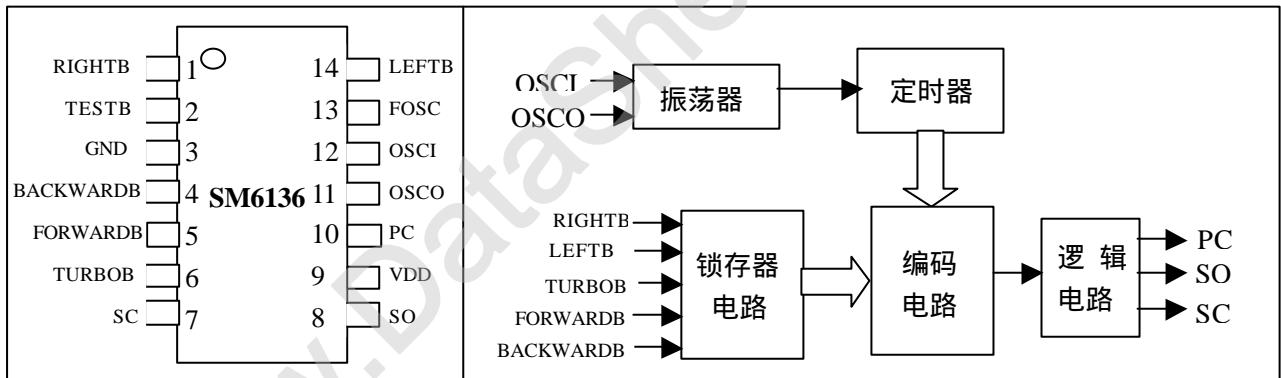 RIGHTB 1 14 LEFTB
TESTB 2 13 FOSC
GND 3 12 OSCI
BACKWARDB 4 SM6136 11 OSCO
FORWARDB 5 10 PC
TURBOB 6 9 VDD
SC 7 8 SO
OSCI
OSCO
振荡器
定时器
RIGHTB
LEFTB
TURBOB
FORWARDB
BACKWARDB
锁存器
电路
编码
电路
逻 辑
电路
PC
SO
SC
.DataShe